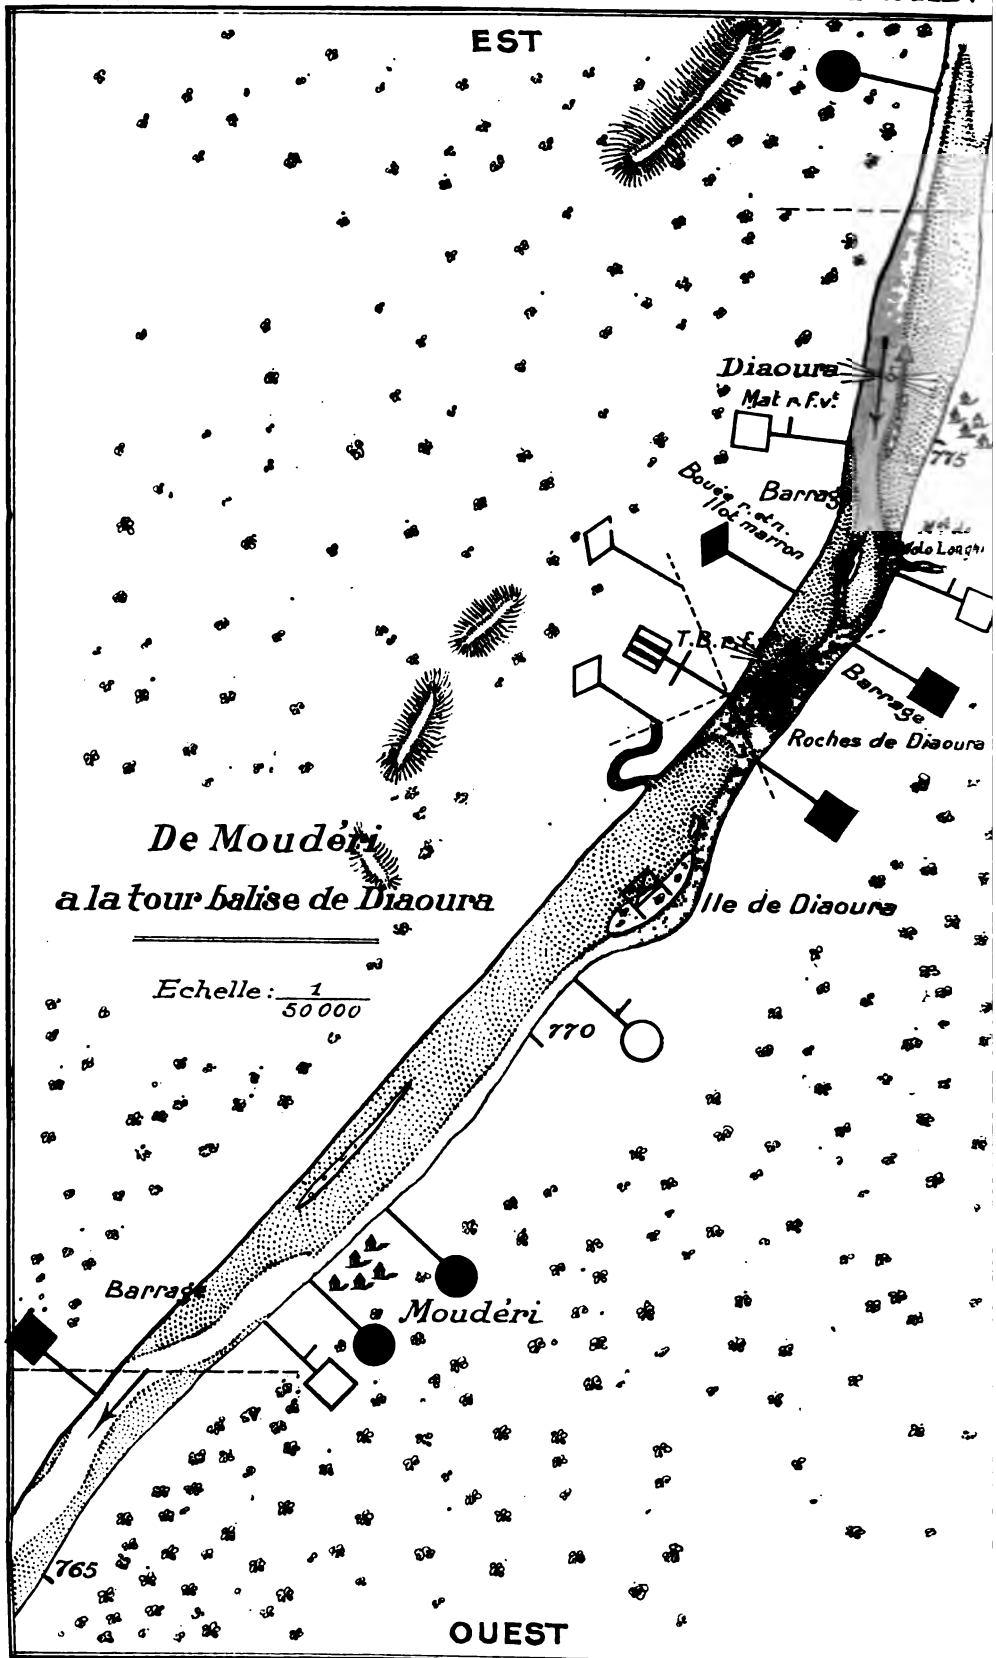 EST
Diaoura
Mat r. f. vt.
775
Barrage
Bouée r. et n.
Ilot marron
T.B. r. f.
Barrage
Roches de Diaoura
De Moudéri
a la tour balise de Diaoura
Ile de Diaoura
Echelle: 1
50 000
770
Barrage
Moudéri
765
OUEST